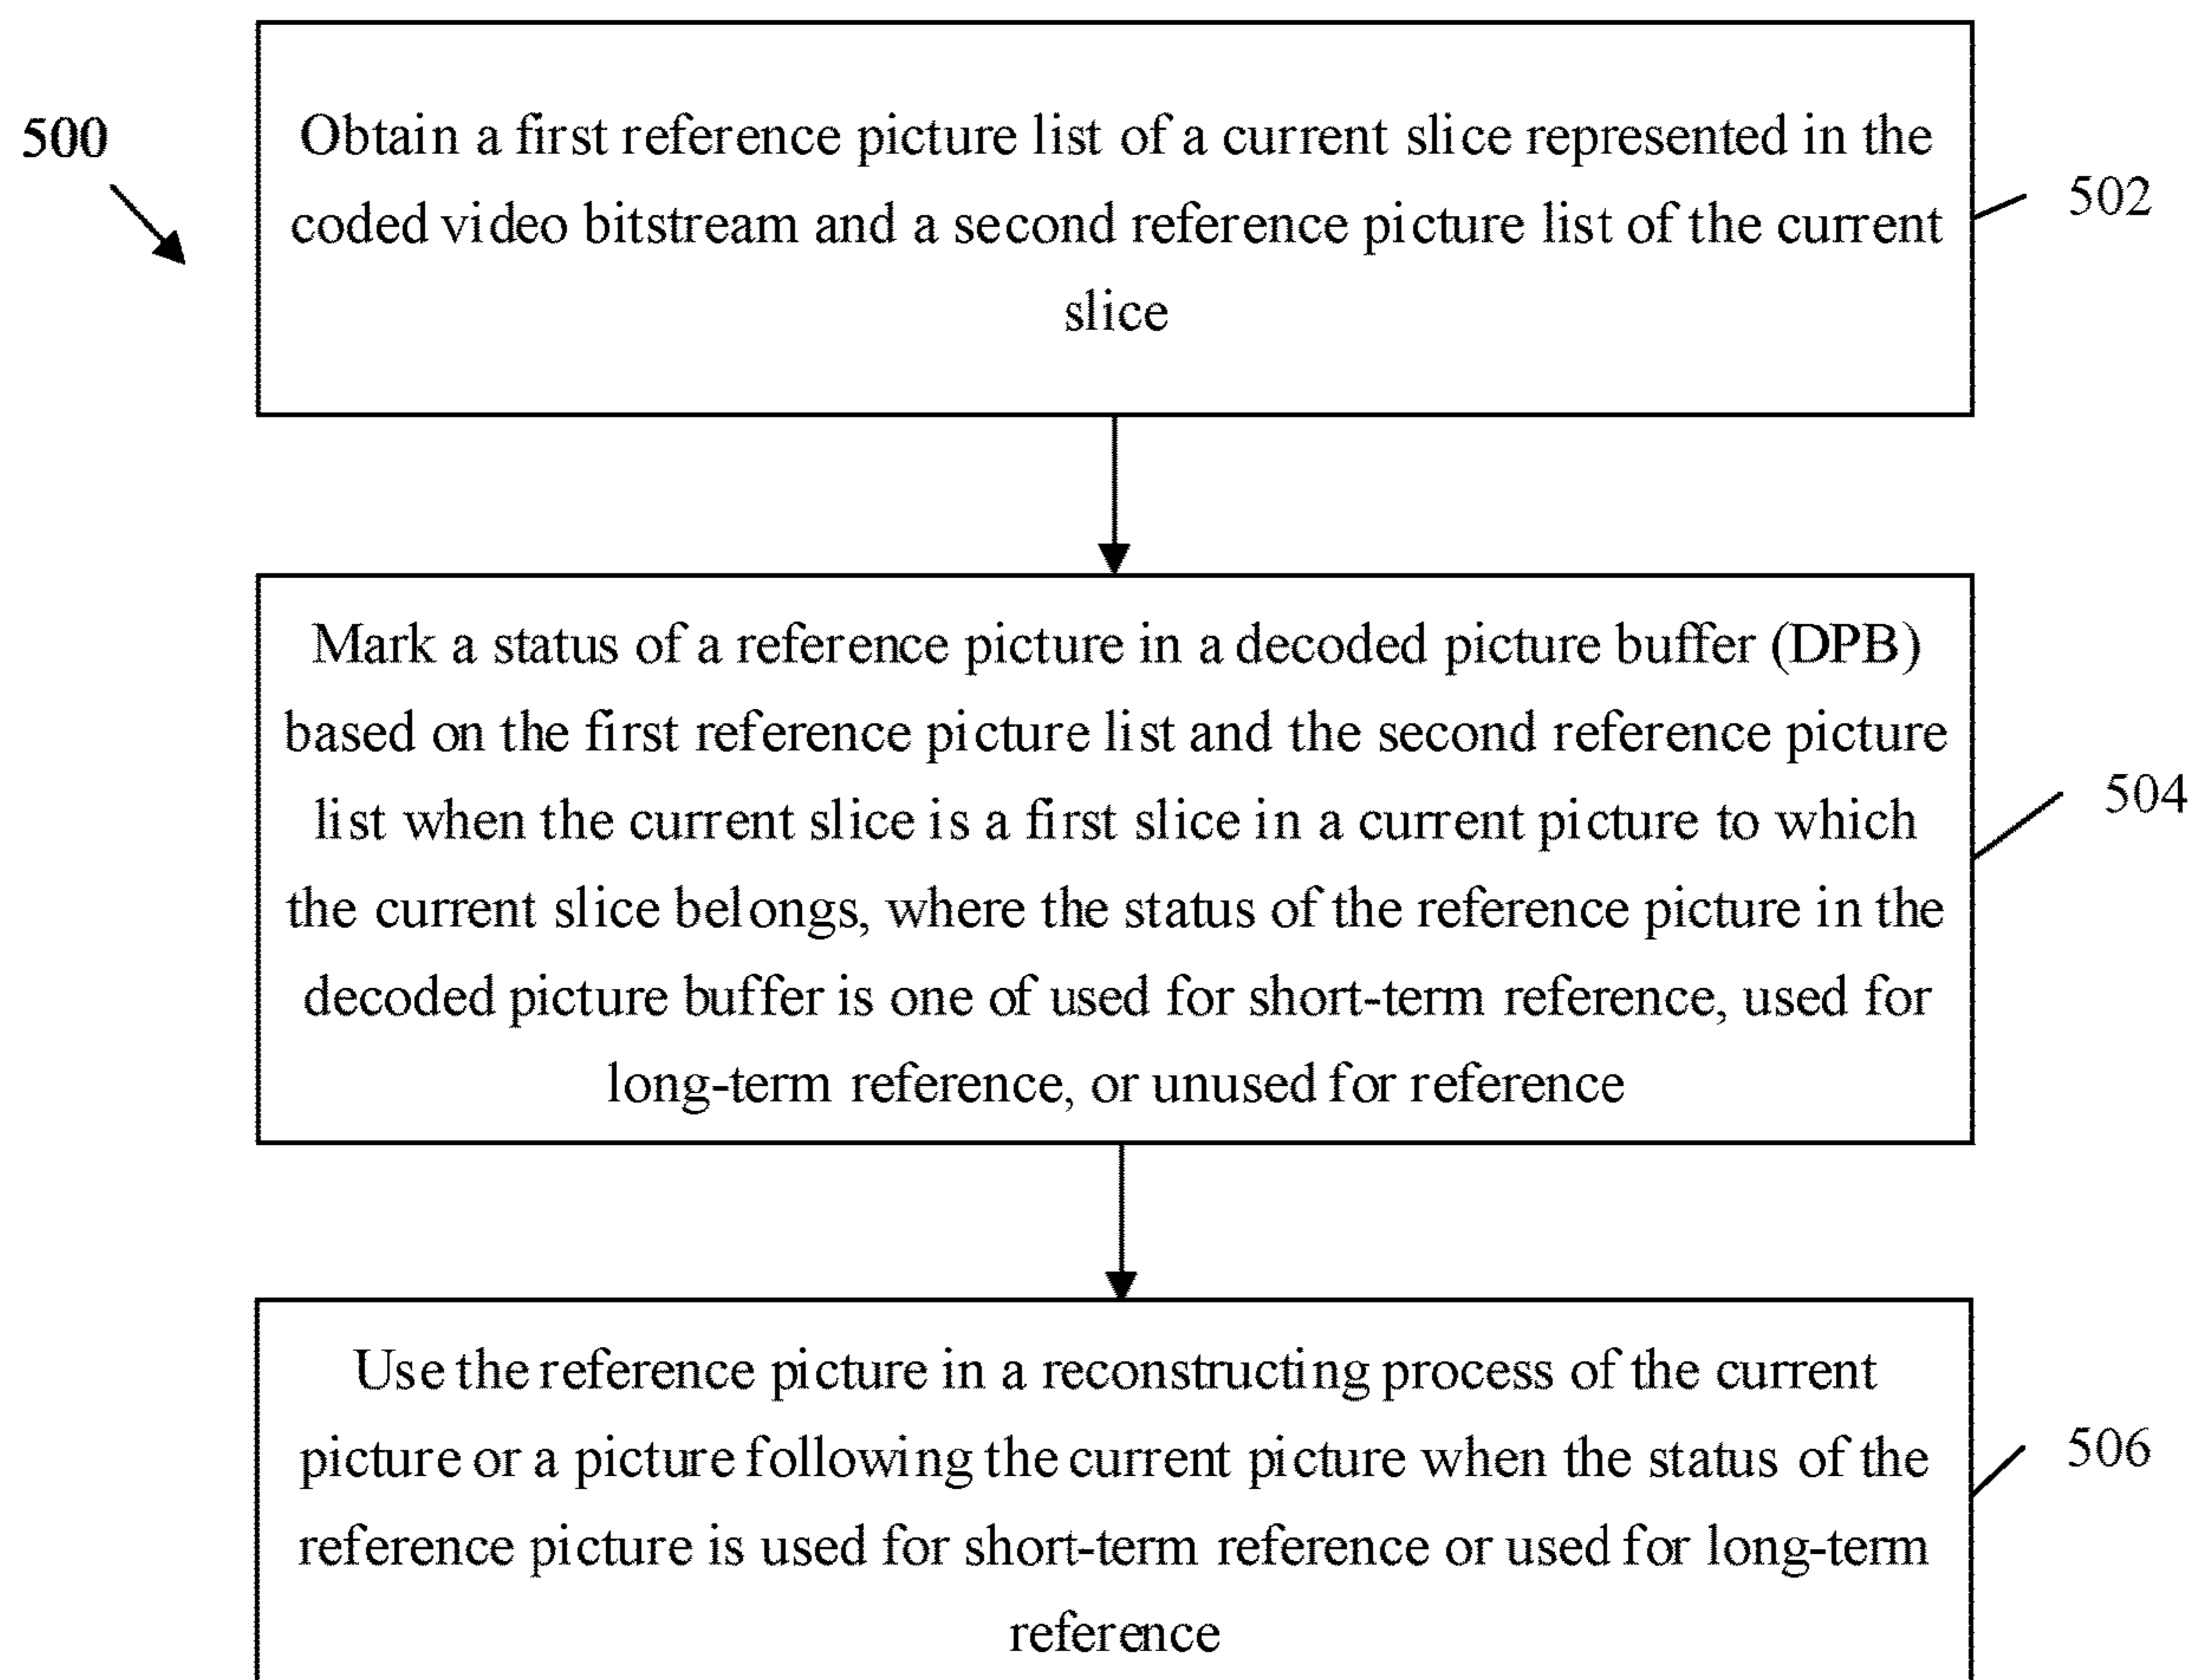 500
Obtain a first reference picture list of a current slice represented in the
coded video bitstream and a second reference picture list of the current
slice
502
Mark a status of a reference picture in a decoded picture buffer (DPB)
based on the first reference picture list and the second reference picture
list when the current slice is a first slice in a current picture to which
the current slice belongs, where the status of the reference picture in the
decoded picture buffer is one of used for short-term reference, used for
long-term reference, or unused for reference
504
Use the reference picture in a reconstructing process of the current
picture or a picture following the current picture when the status of the
reference picture is used for short-term reference or used for long-term
reference
506